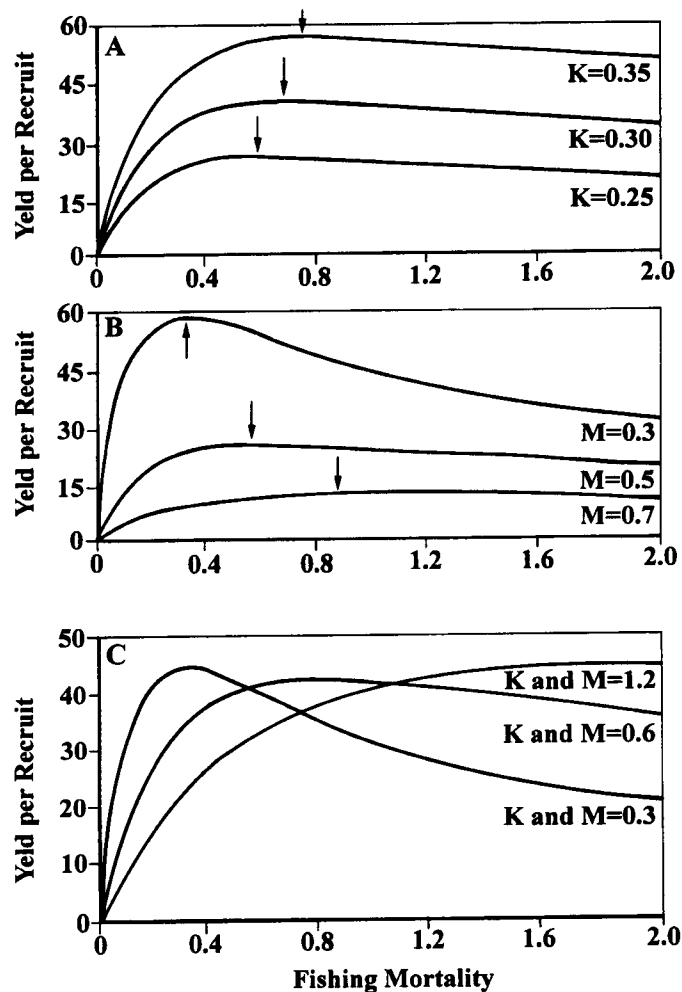 A
Yeld per Recruit
60
45
30
15
0
K=0.35
K=0.30
K=0.25
0
0.4
0.8
1.2
1.6
2.0
B
Yeld per Recruit
60
45
30
15
0
M=0.3
M=0.5
M=0.7
0
0.4
0.8
1.2
1.6
2.0
C
Yeld per Recruit
50
40
30
20
10
0
K and M=1.2
K and M=0.6
K and M=0.3
0
0.4
0.8
1.2
1.6
2.0
Fishing Mortality